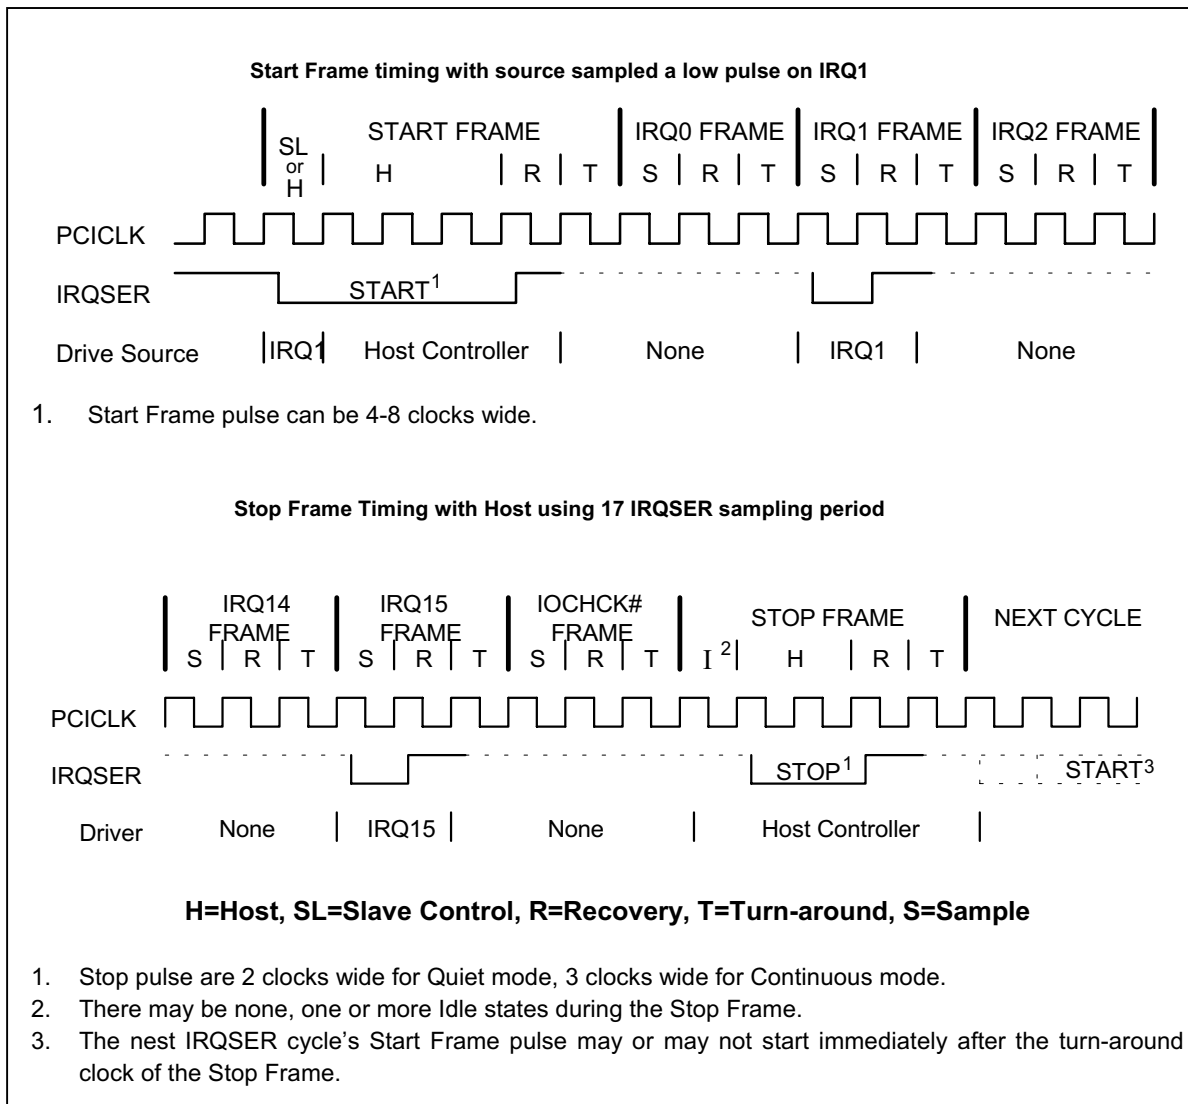 Start Frame timing with source sampled a low pulse on IRQ1
SL or H
START FRAME
IRQ0 FRAME
IRQ1 FRAME
IRQ2 FRAME
H R T S R T S R T S R T
PCICLK
IRQSER
START1
Drive Source
IRQ1
Host Controller
None
IRQ1
None
1. Start Frame pulse can be 4-8 clocks wide.
Stop Frame Timing with Host using 17 IRQSER sampling period
IRQ14 FRAME
IRQ15 FRAME
IOCHCK# FRAME
STOP FRAME
NEXT CYCLE
S R T S R T S R T I 2 H R T
PCICLK
IRQSER
STOP1
START3
Driver
None
IRQ15
None
Host Controller
H=Host, SL=Slave Control, R=Recovery, T=Turn-around, S=Sample
1. Stop pulse are 2 clocks wide for Quiet mode, 3 clocks wide for Continuous mode.
2. There may be none, one or more Idle states during the Stop Frame.
3. The nest IRQSER cycle's Start Frame pulse may or may not start immediately after the turn-around
clock of the Stop Frame.